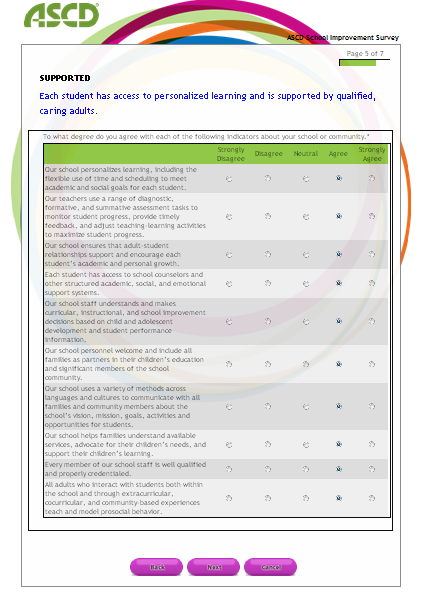 ASCD®
ASCD School Improvement Survey
Page 5 of 7
SUPPORTED
Each student has access to personalized learning and is supported by qualified,
caring adults.
To what degree do you agree with each of the following indicators about your school or community.*
Strongly Disagree Disagree Neutral Agree Strongly Agree
Our school personalizes learning, including the
flexible use of time and scheduling to meet
academic and social goals for each student.
Our teachers use a range of diagnostic,
formative, and summative assessment tasks to
monitor student progress, provide timely
feedback, and adjust teaching-learning activities
to maximize student progress.
Our school ensures that adult-student
relationships support and encourage each
student's academic and personal growth.
Each student has access to school counselors and
other structured academic, social, and emotional
support systems.
Our school staff understands and makes
curricular, instructional, and school improvement
decisions based on child and adolescent
development and student performance
information.
Our school personnel welcome and include all
families as partners in their children's education
and significant members of the school
community.
Our school uses a variety of methods across
languages and cultures to communicate with all
families and community members about the
school's vision, mission, goals, activities and
opportunities for students.
Our school helps families understand available
services, advocate for their children's needs, and
support their children's learning.
Every member of our school staff is well qualified
and properly credentialed.
All adults who interact with students both within
the school and through extracurricular,
cocurricular, and community-based experiences
teach and model prosocial behavior.
Back Next Cancel